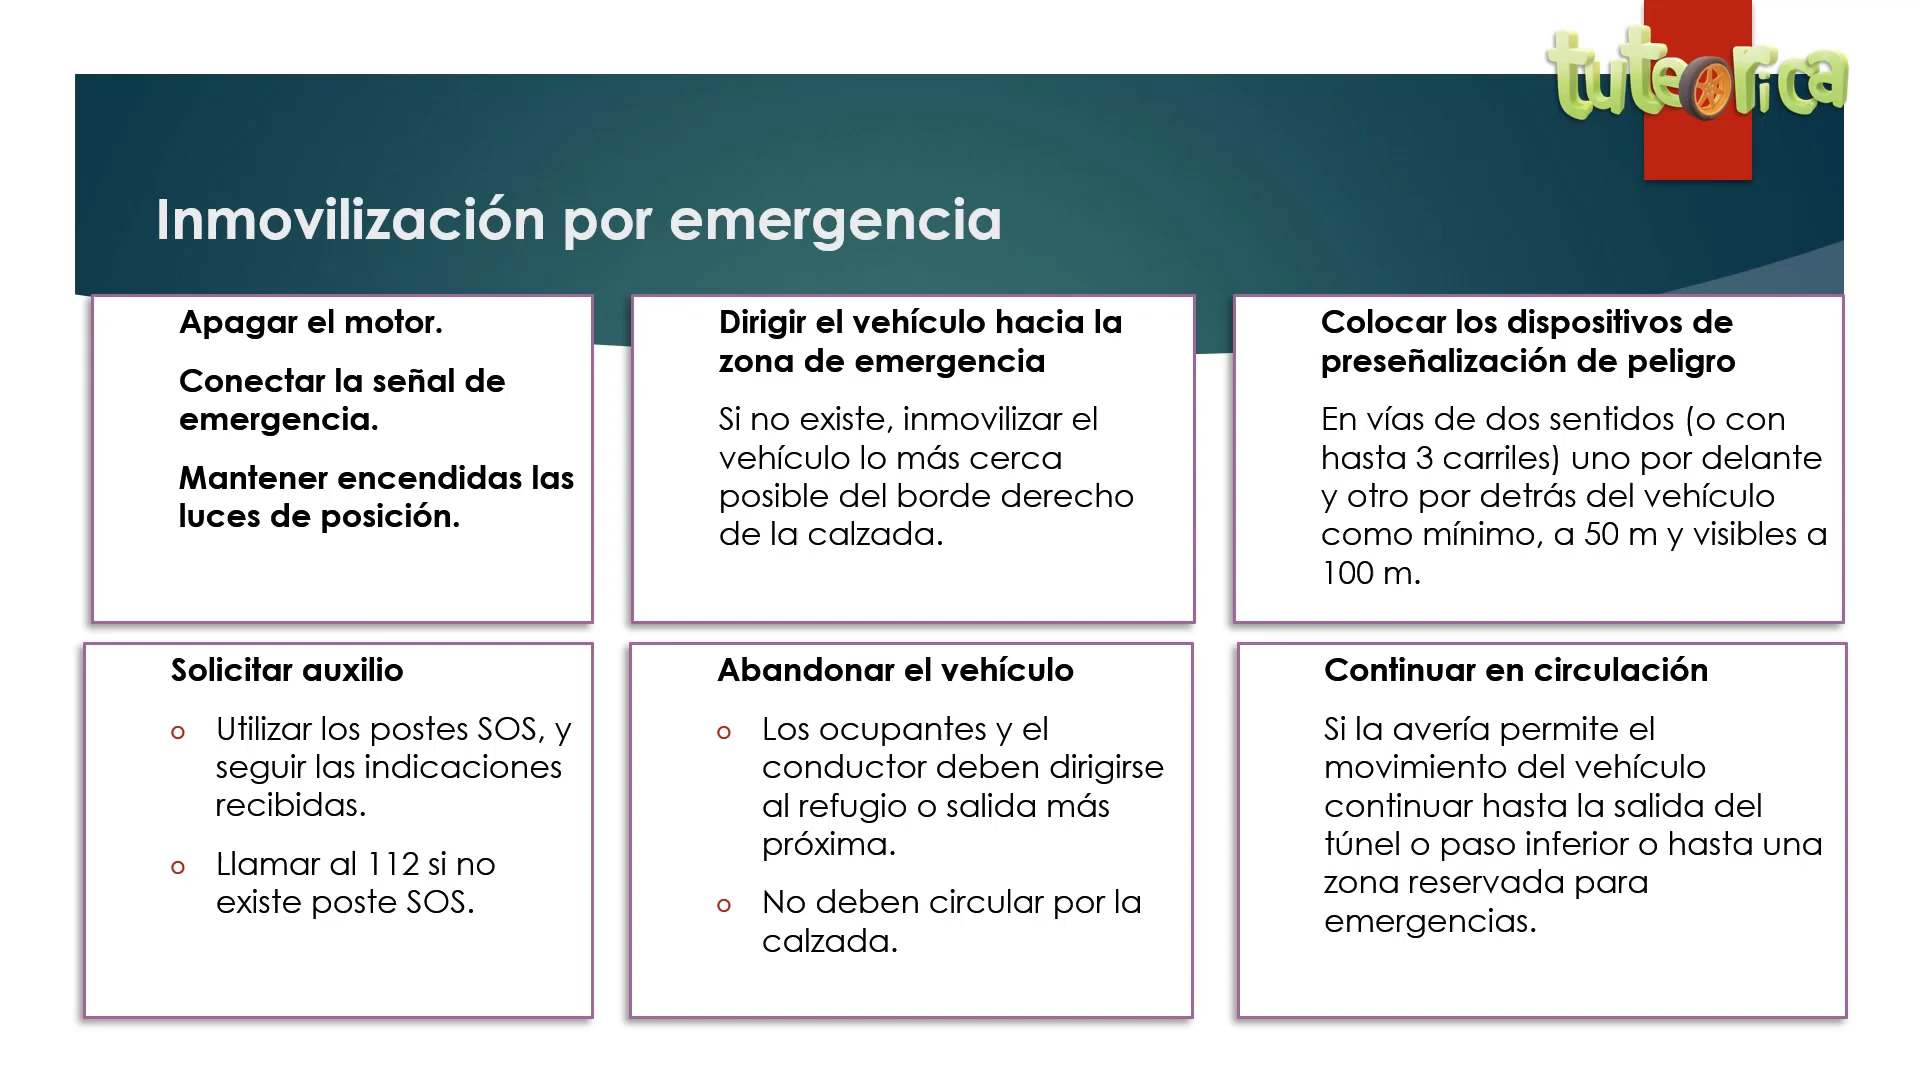 tuteorica
Inmovilización por emergencia
Apagar el motor.
Conectar la señal de
emergencia.
Mantener encendidas las
luces de posición.
Dirigir el vehículo hacia la
zona de emergencia
Si no existe, inmovilizar el
vehículo lo más cerca
posible del borde derecho
de la calzada.
Colocar los dispositivos de
preseñalización de peligro
En vías de dos sentidos (o con
hasta 3 carriles) uno por delante
y otro por detrás del vehículo
como mínimo, a 50 m y visibles a
100 m.
Solicitar auxilio
Utilizar los postes SOS, y
seguir las indicaciones
recibidas.
Llamar al 112 si no
existe poste SOS.
Abandonar el vehículo
Los ocupantes y el
conductor deben dirigirse
al refugio o salida más
próxima.
No deben circular por la
calzada.
Continuar en circulación
Si la avería permite el
movimiento del vehículo
continuar hasta la salida del
túnel o paso inferior o hasta una
zona reservada para
emergencias.